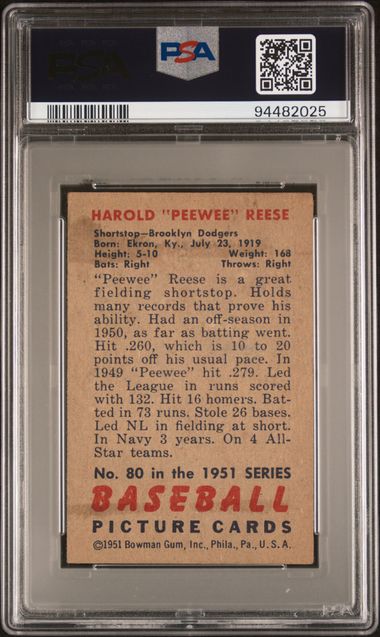 PSA
PSA
94482025
HAROLD "PEEWEE" REESE
Shortstop—Brooklyn Dodgers
Born: Ekron, Ky., July 23, 1919
Height: 5-10 Weight: 168
Bats: Right Throws: Right
"Peewee" Reese is a great
fielding shortstop. Holds
many records that prove his
ability. Had an off-season in
1950, as far as batting went.
Hit .260, which is 10 to 20
points off his usual pace. In
1949 "Peewee" hit .279. Led
the League in runs scored
with 132. Hit 16 homers. Bat-
ted in 73 runs. Stole 26 bases.
Led NL in fielding at short.
In Navy 3 years. On 4 All-
Star teams.
No. 80 in the 1951 SERIES
BASEBALL
PICTURE CARDS
©1951 Bowman Gum, Inc., Phila., Pa., U.S.A.